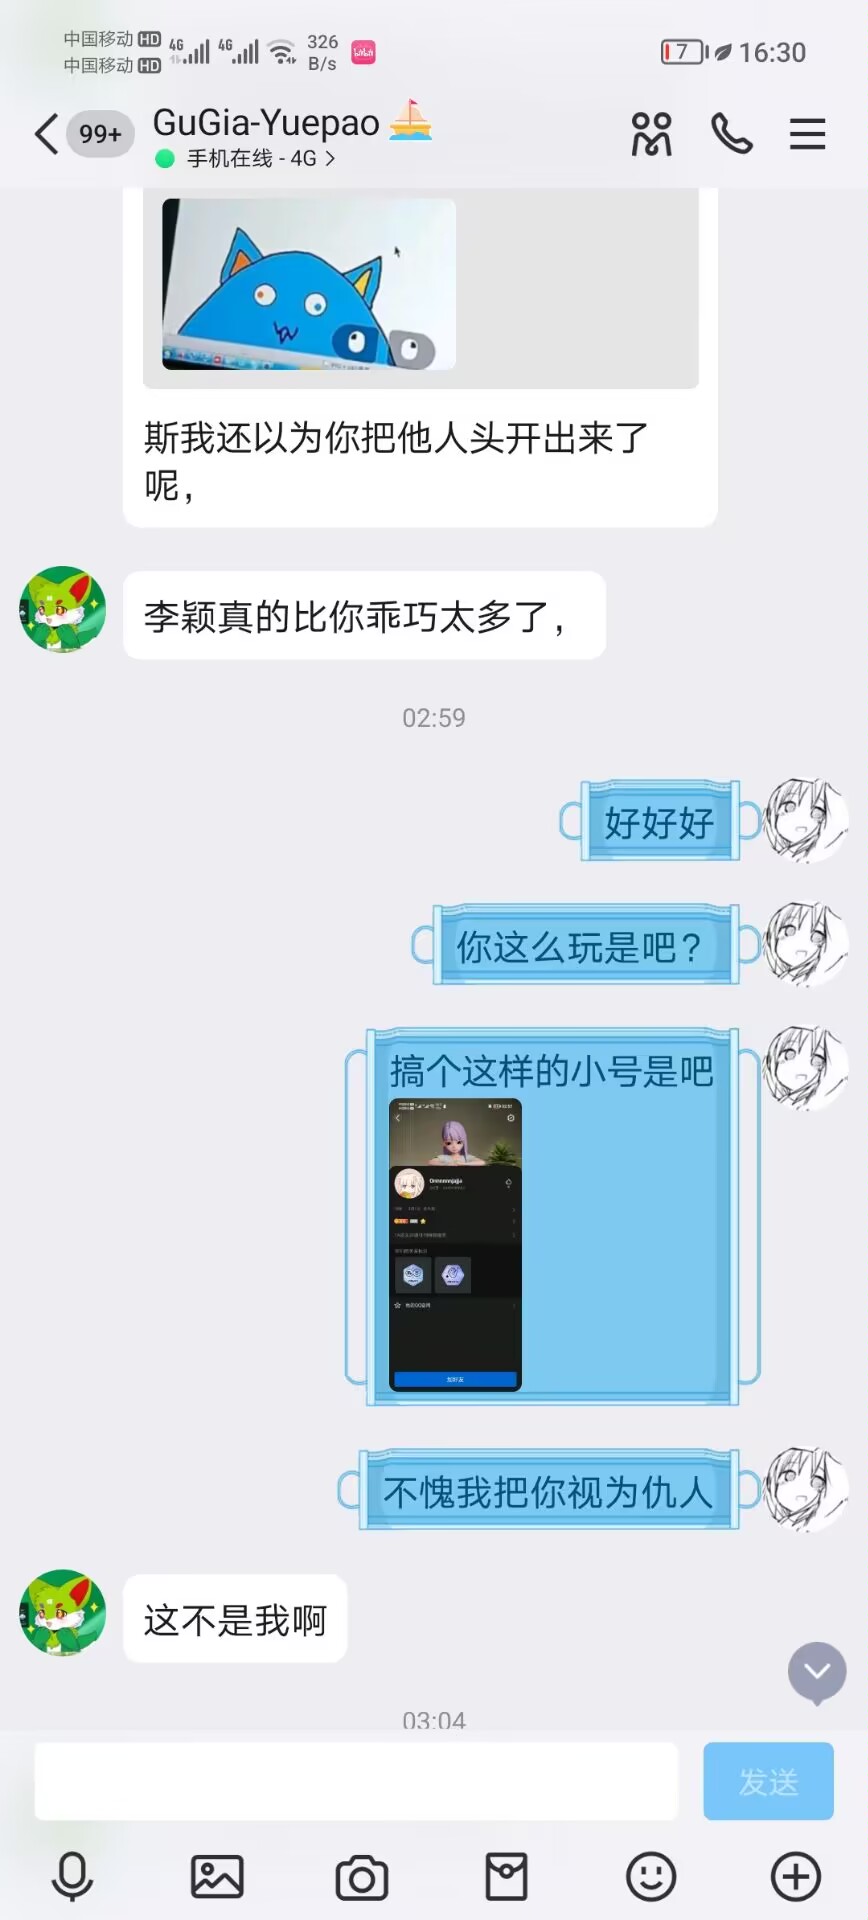 中国移动 HD 4G 4G 326 B/s 7 16:30
中国移动 HD
99+ GuGia-Yuepao
手机在线 - 4G >
斯我还以为你把他人头开出来了
呢，
李颖真的比你乖巧太多了，
02:59
好好好
你这么玩是吧？
搞个这样的小号是吧
加好友
不愧我把你视为仇人
这不是我啊
03:04
发送